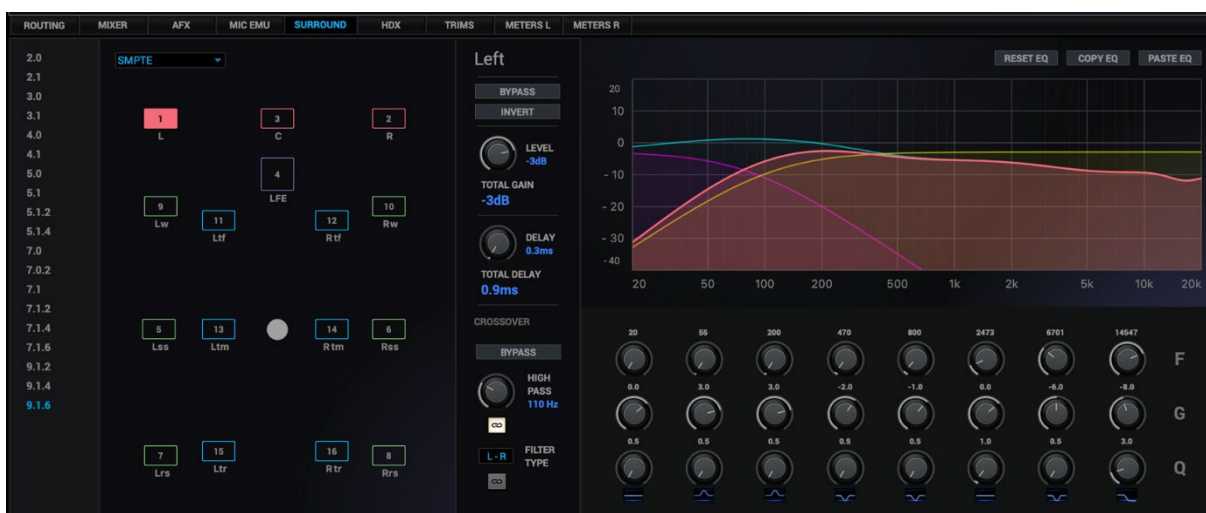 ROUTING MIXER AFX MIC EMU SURROUND HDX TRIMS METERS L METERS R
2.0
2.1
3.0
3.1
4.0
4.1
5.0
5.1
5.1.2
5.1.4
7.0
7.0.2
7.1
7.1.2
7.1.4
7.1.6
9.1.2
9.1.4
9.1.6
SMPTE
1 3 2
L C R
4
LFE
9 10
Lw Rw
11 12
Ltf Rtf
5 13 14 6
Lss Ltm Rtm Rss
15 16
Ltr Rtr
7 8
Lrs Rrs
Left
BYPASS
INVERT
LEVEL
-3dB
TOTAL GAIN
-3dB
DELAY
0.3ms
TOTAL DELAY
0.9ms
CROSSOVER
BYPASS
HIGH
PASS
110 Hz
L - R
FILTER
TYPE
RESET EQ COPY EQ PASTE EQ
20
10
0
- 10
- 20
- 30
- 40
20 50 100 200 500 1k 2k 5k 10k 20k
20 55 200 470 800 2473 6701 14547
F
0.0 3.0 3.0 -2.0 -1.0 0.0 -6.0 -8.0
G
0.5 0.5 0.5 0.5 0.5 1.0 0.5 3.0
Q